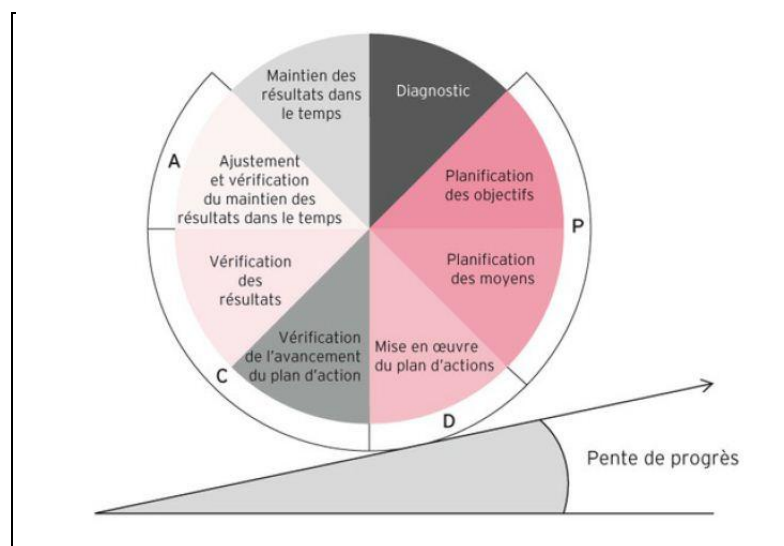 Maintien des
résultats dans
le temps
Diagnostic
A
Ajustement
et vérification
du maintien des
résultats dans le temps
Planification
des objectifs
P
Vérification
des
résultats
Planification
des moyens
Vérification
de l'avancement
du plan d'action
Mise en œuvre
du plan d'actions
C
D
Pente de progrès